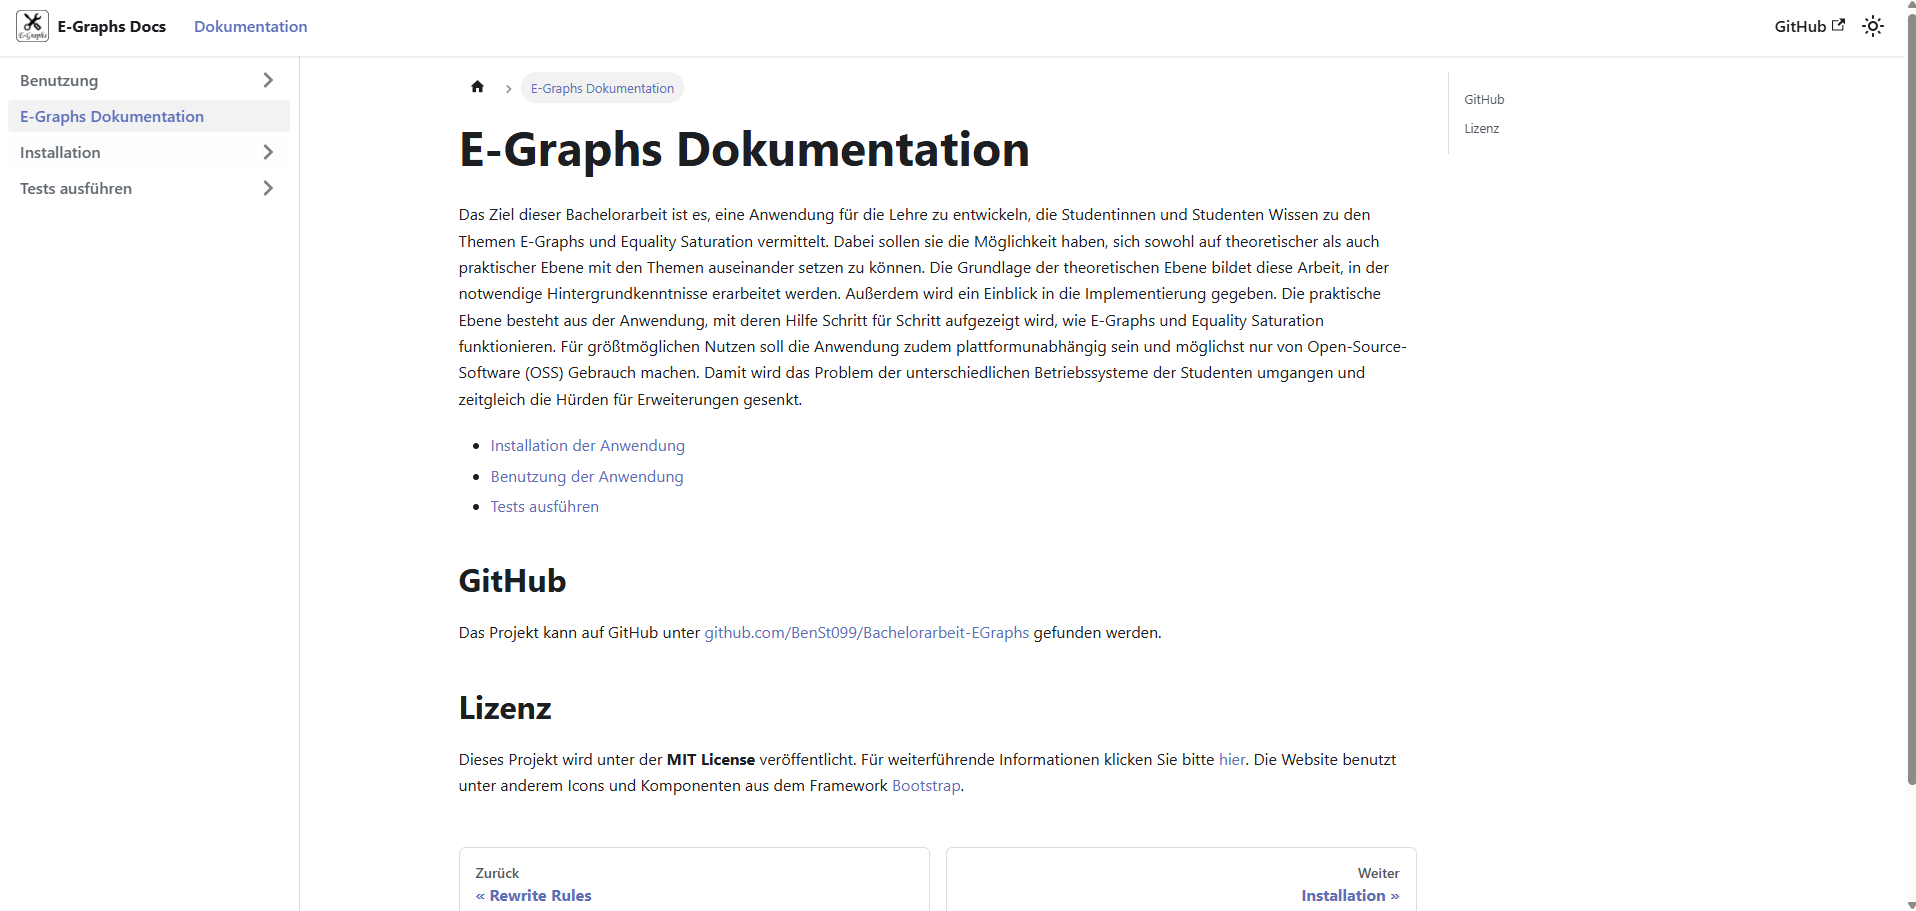 E-Graphs
E-Graphs Docs
Dokumentation
GitHub
Benutzung
E-Graphs Dokumentation
Installation
Tests ausführen
E-Graphs Dokumentation
E-Graphs Dokumentation
Das Ziel dieser Bachelorarbeit ist es, eine Anwendung für die Lehre zu entwickeln, die Studentinnen und Studenten Wissen zu den
Themen E-Graphs und Equality Saturation vermittelt. Dabei sollen sie die Möglichkeit haben, sich sowohl auf theoretischer als auch
praktischer Ebene mit den Themen auseinander setzen zu können. Die Grundlage der theoretischen Ebene bildet diese Arbeit, in der
notwendige Hintergrundkenntnisse erarbeitet werden. Außerdem wird ein Einblick in die Implementierung gegeben. Die praktische
Ebene besteht aus der Anwendung, mit deren Hilfe Schritt für Schritt aufgezeigt wird, wie E-Graphs und Equality Saturation
funktionieren. Für größtmöglichen Nutzen soll die Anwendung zudem plattformunabhängig sein und möglichst nur von Open-Source-
Software (OSS) Gebrauch machen. Damit wird das Problem der unterschiedlichen Betriebssysteme der Studenten umgangen und
zeitgleich die Hürden für Erweiterungen gesenkt.
Installation der Anwendung
Benutzung der Anwendung
Tests ausführen
GitHub
Das Projekt kann auf GitHub unter github.com/BenSt099/Bachelorarbeit-EGraphs gefunden werden.
Lizenz
Dieses Projekt wird unter der MIT License veröffentlicht. Für weiterführende Informationen klicken Sie bitte hier. Die Website benutzt
unter anderem Icons und Komponenten aus dem Framework Bootstrap.
Zurück
« Rewrite Rules
Weiter
Installation »
GitHub
Lizenz